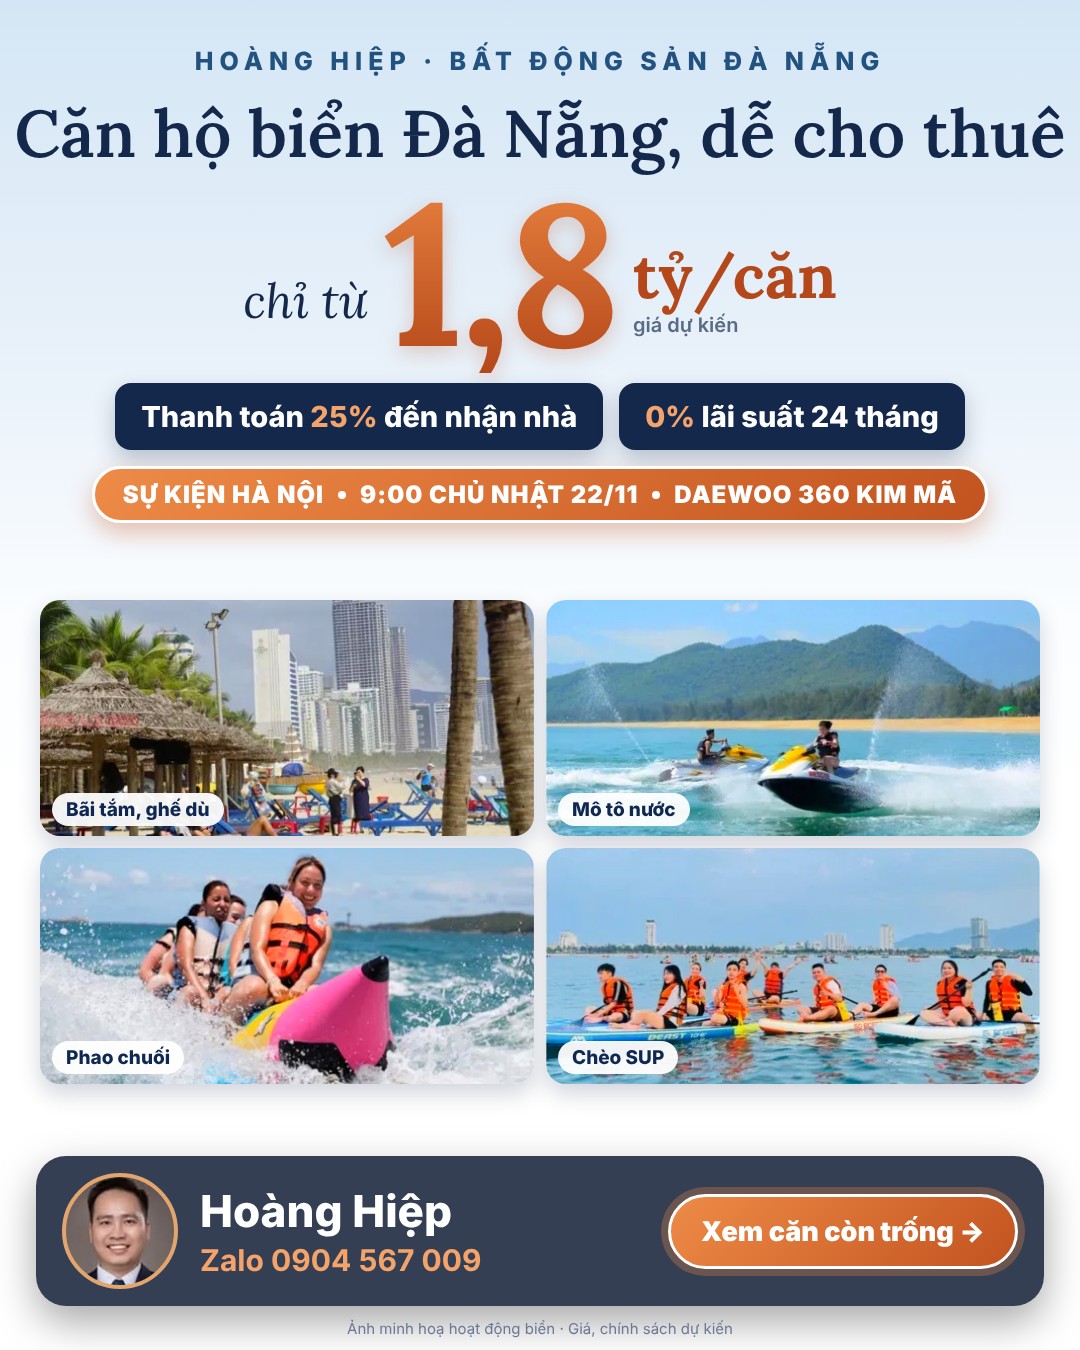 HOÀNG HIỆP · BẤT ĐỘNG SẢN ĐÀ NẴNG
Căn hộ biển Đà Nẵng, dễ cho thuê
chỉ từ 1,8 tỷ/căn
giá dự kiến
Thanh toán 25% đến nhận nhà
0% lãi suất 24 tháng
SỰ KIỆN HÀ NỘI • 9:00 CHỦ NHẬT 22/11 • DAEWOO 360 KIM MÃ
Bãi tắm, ghế dù
Mô tô nước
Phao chuối
Chèo SUP
Hoàng Hiệp
Zalo 0904 567 009
Xem căn còn trống →
Ảnh minh hoạ hoạt động biển · Giá, chính sách dự kiến